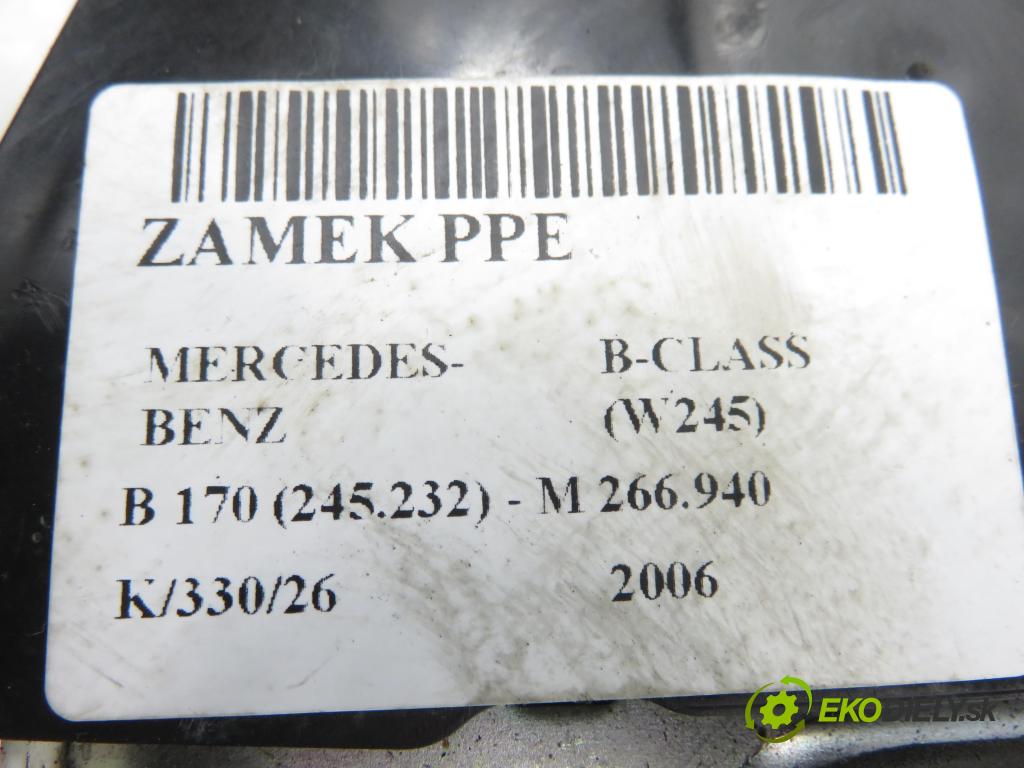 ZAMEK PPE
MERCEDES-
BENZ
B-CLASS
(W245)
B 170 (245.232) - M 266.940
K/330/26
2006
EKODIELY.sk